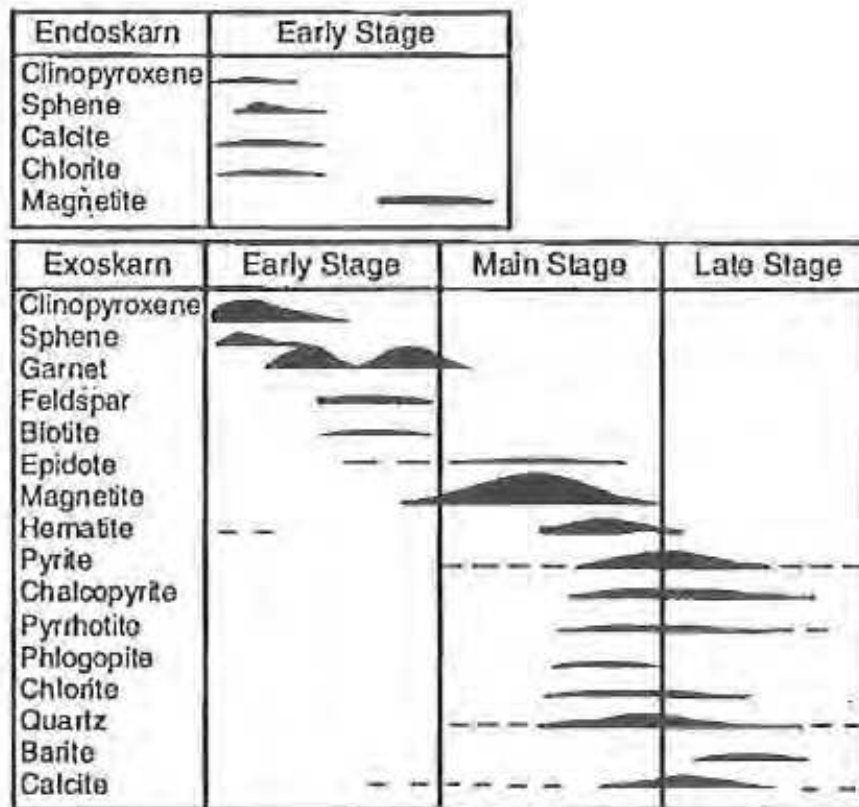 Endoskarn Early Stage
Clinopyroxene
Sphene
Calcite
Chlorite
Magnetite
Exoskarn Early Stage Main Stage Late Stage
Clinopyroxene
Sphene
Garnet
Feldspar
Biotite
Epidote
Magnetite
Hematite
Pyrite
Chalcopyrite
Pyrrhotite
Phlogopite
Chlorite
Quartz
Barite
Calcite